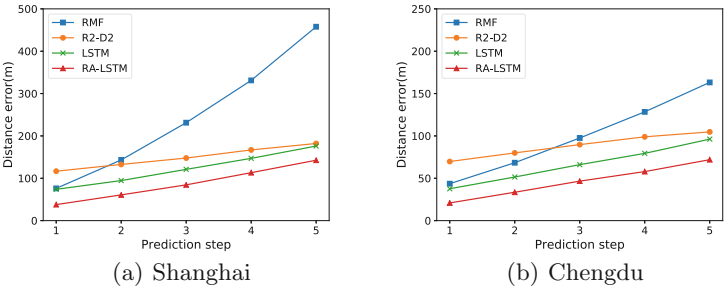 500
400
300
200
100
0
Distance error(m)
RMF
R2-D2
LSTM
RA-LSTM
1 2 3 4 5
Prediction step
(a) Shanghai
250
200
150
100
50
0
Distance error(m)
RMF
R2-D2
LSTM
RA-LSTM
1 2 3 4 5
Prediction step
(b) Chengdu